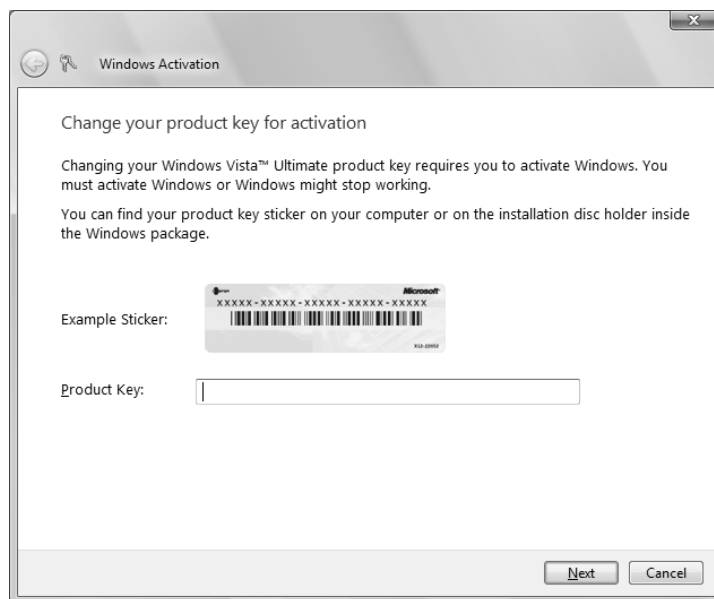 Windows Activation
Change your product key for activation
Changing your Windows Vista™ Ultimate product key requires you to activate Windows. You
must activate Windows or Windows might stop working.
You can find your product key sticker on your computer or on the installation disc holder inside
the Windows package.
Microsoft
XXXXX-XXXXX-XXXXX-XXXXX-XXXXX
Example Sticker:
Product Key:
Next Cancel